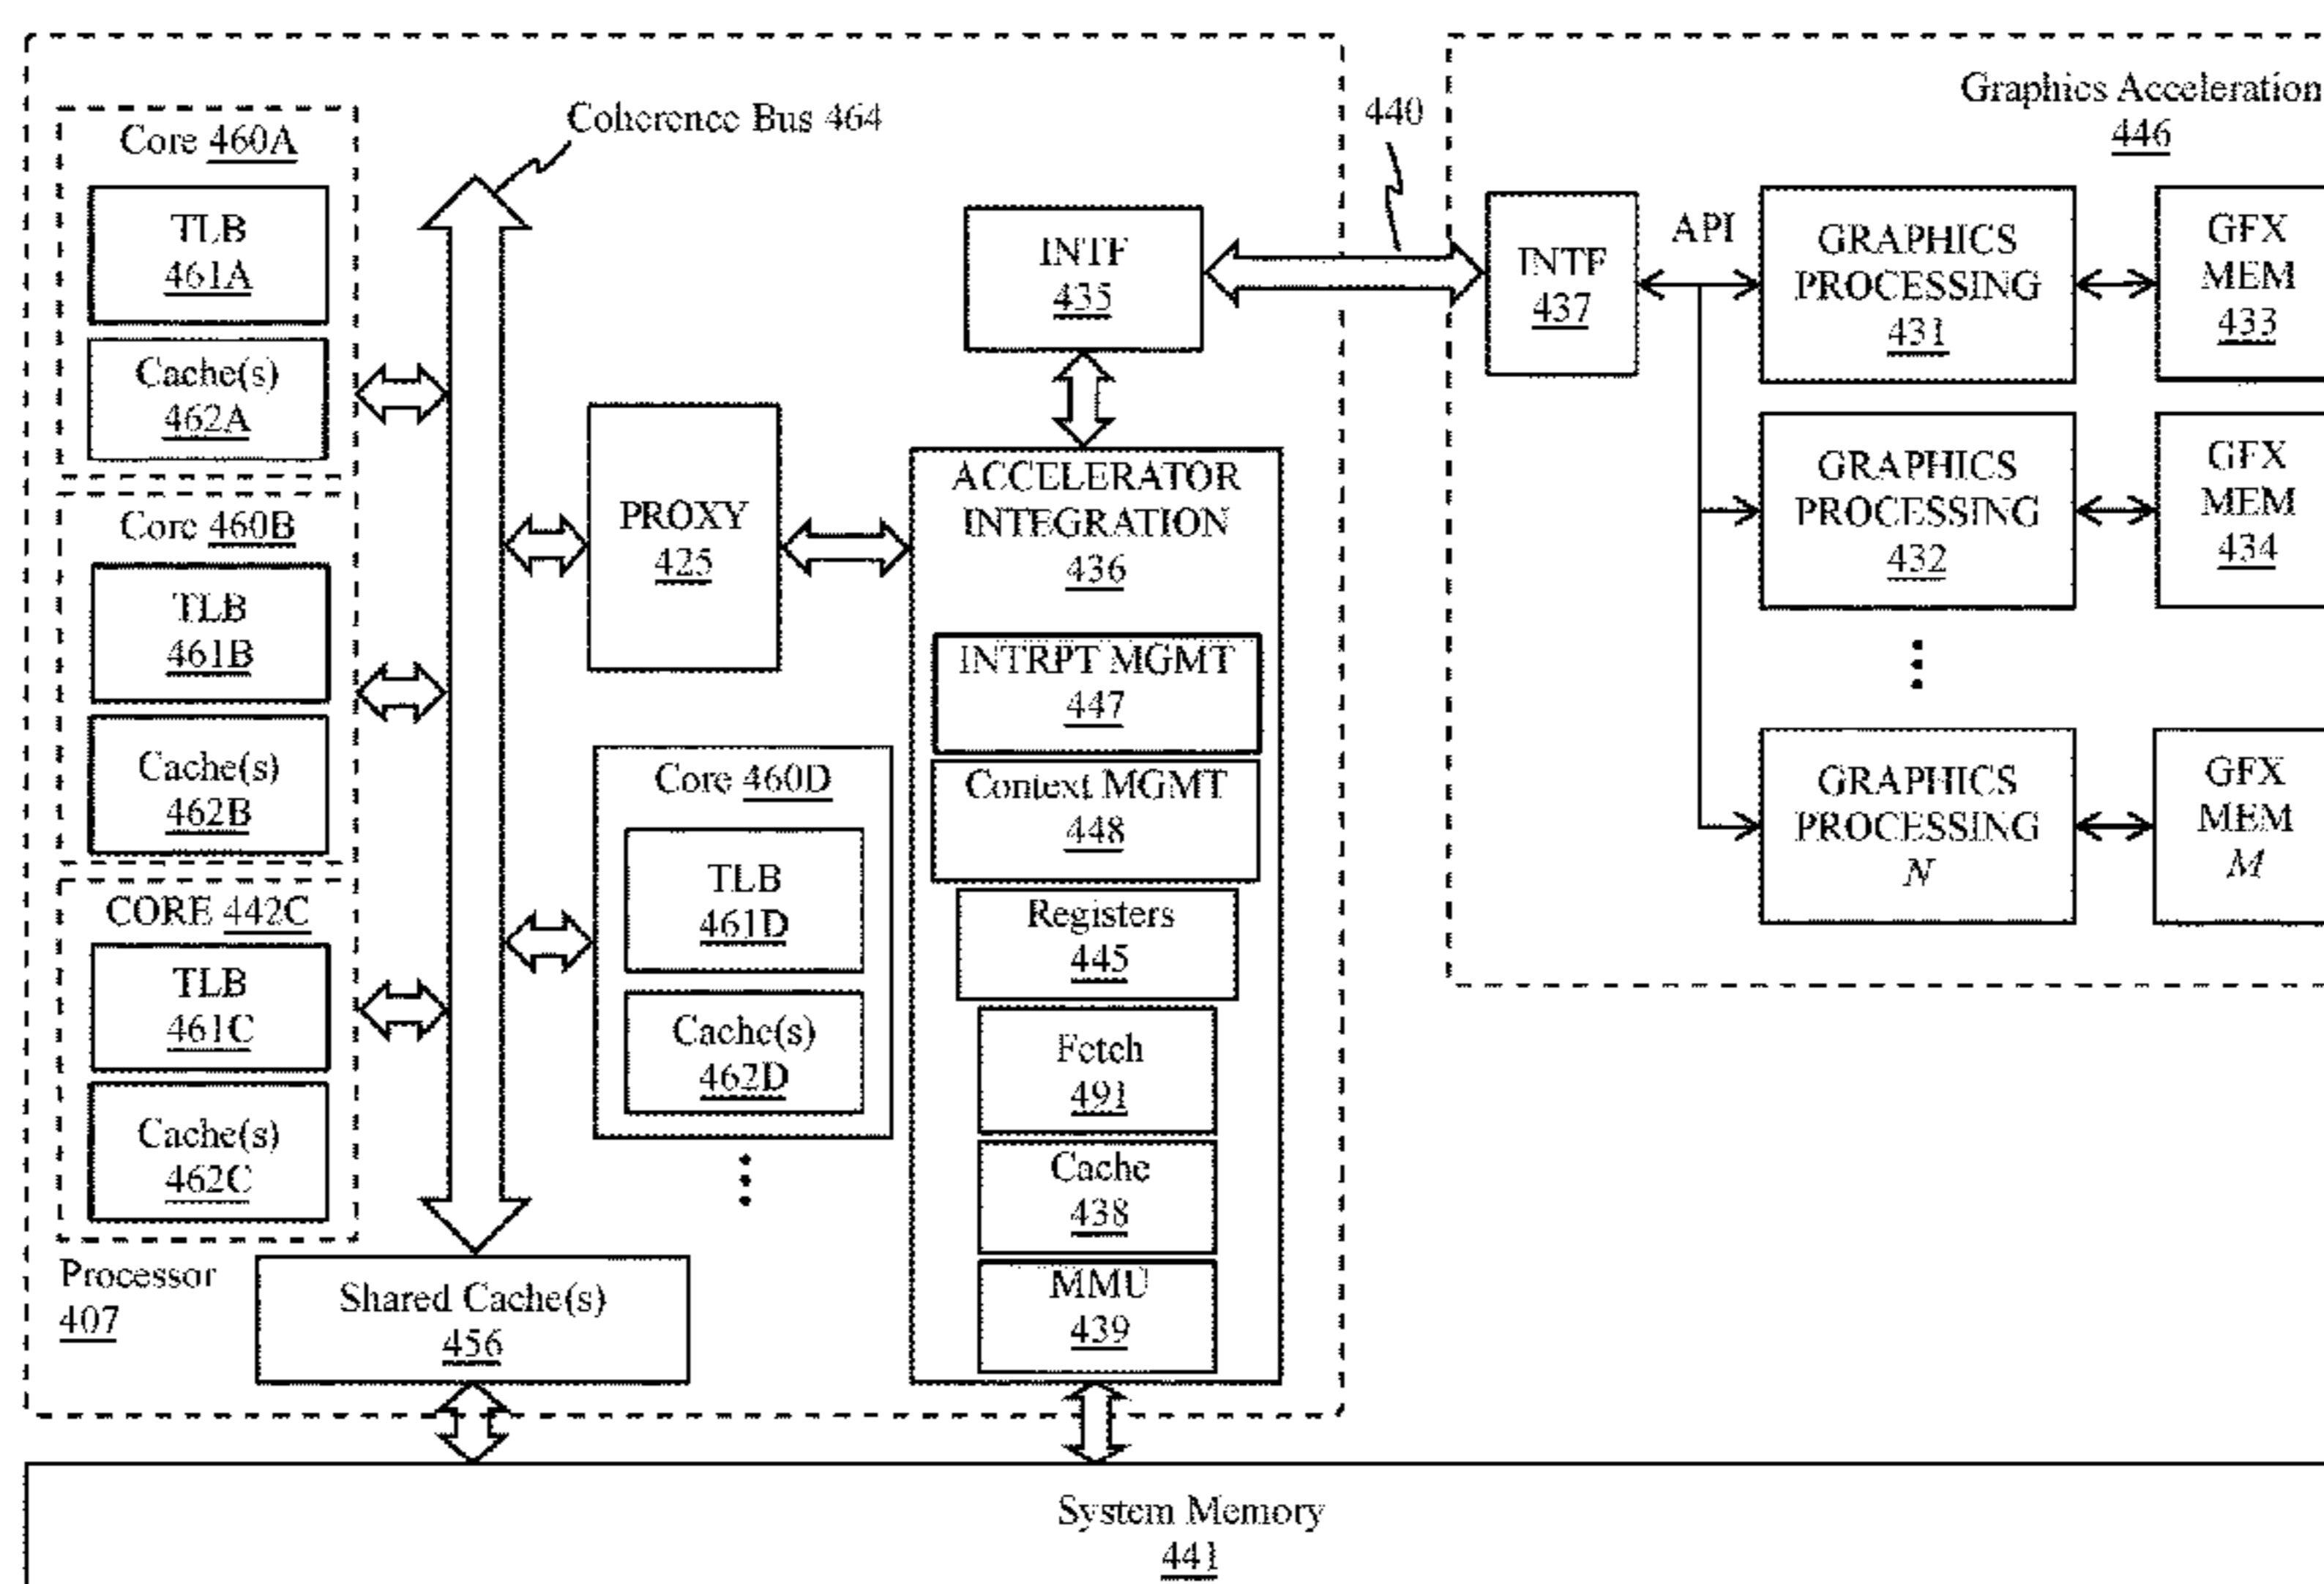 Core 460A
TLB
461A
Cache(s)
462A
Core 460B
TLB
461B
Cache(s)
462B
CORE 442C
TLB
461C
Cache(s)
462C
Processor
407
Coherence Bus 464
PROXY
425
Core 460D
TLB
461D
Cache(s)
462D
Shared Cache(s)
456
INTF
435
ACCELERATOR
INTEGRATION
436
INTRPT MGMT
447
Context MGMT
448
Registers
445
Fetch
491
Cache
438
MMU
439
440
Graphics Acceleration
446
INTF
437
API
GRAPHICS
PROCESSING
431
GFX
MEM
433
GRAPHICS
PROCESSING
432
GFX
MEM
434
GRAPHICS
PROCESSING
N
GFX
MEM
M
System Memory
441